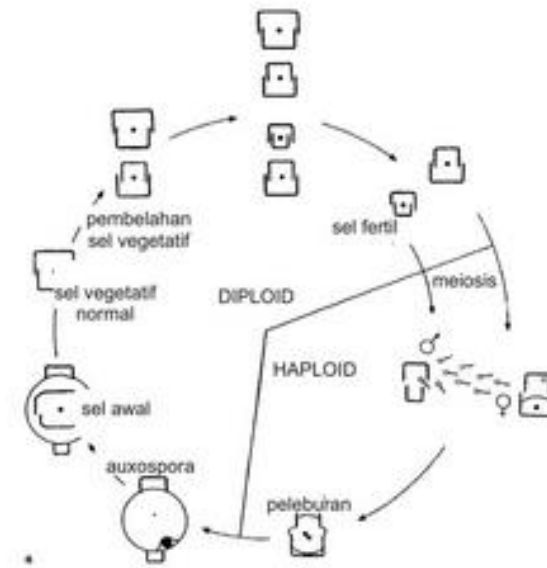 pembelahan
sel vegetatif
sel fertil
sel vegetatif
normal
DIPLOID
meiosis
HAPLOID
♂
♀
sel awal
auxospora
peleburan